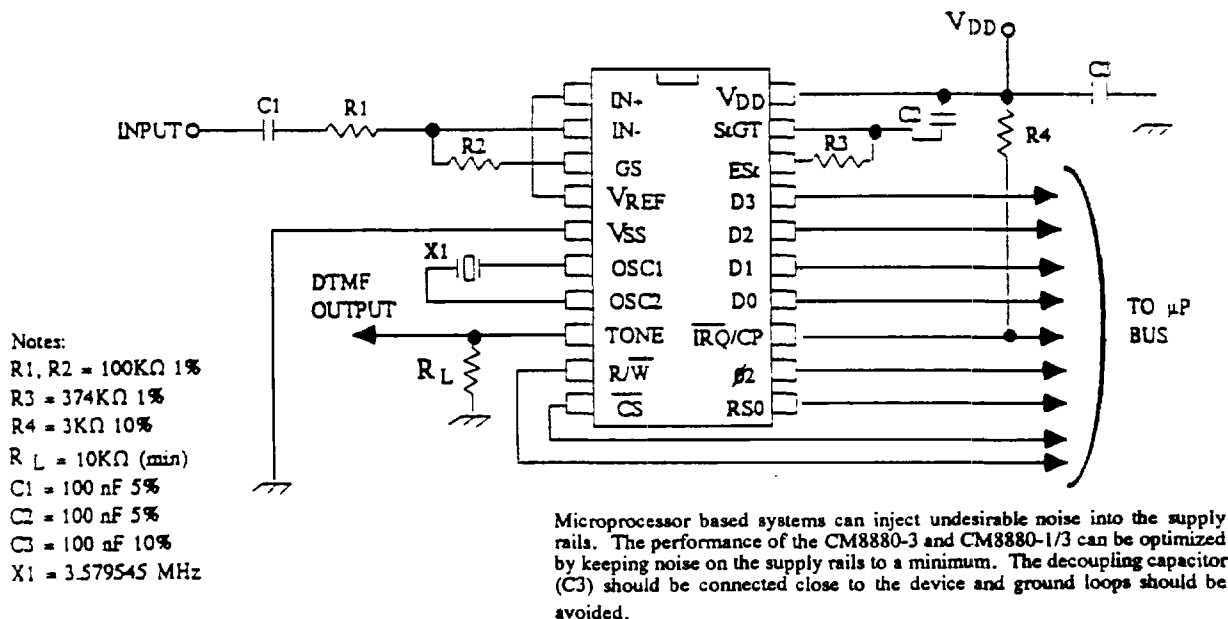 VDD
C1
R1
INPUT
R2
IN+
IN-
GS
VREF
VSS
OSC1
OSC2
TONE
R/W
CS
VDD
StGT
ESt
D3
D2
D1
D0
IRQ/CP
φ2
RS0
R3
R4
X1
DTMF
OUTPUT
RL
TO μP
BUS
Notes:
R1, R2 = 100KΩ 1%
R3 = 374KΩ 1%
R4 = 3KΩ 10%
R L = 10KΩ (min)
C1 = 100 nF 5%
C2 = 100 nF 5%
C3 = 100 nF 10%
X1 = 3.579545 MHz
Microprocessor based systems can inject undesirable noise into the supply
rails. The performance of the CM8880-3 and CM8880-1/3 can be optimized
by keeping noise on the supply rails to a minimum. The decoupling capacitor
(C3) should be connected close to the device and ground loops should be
avoided.